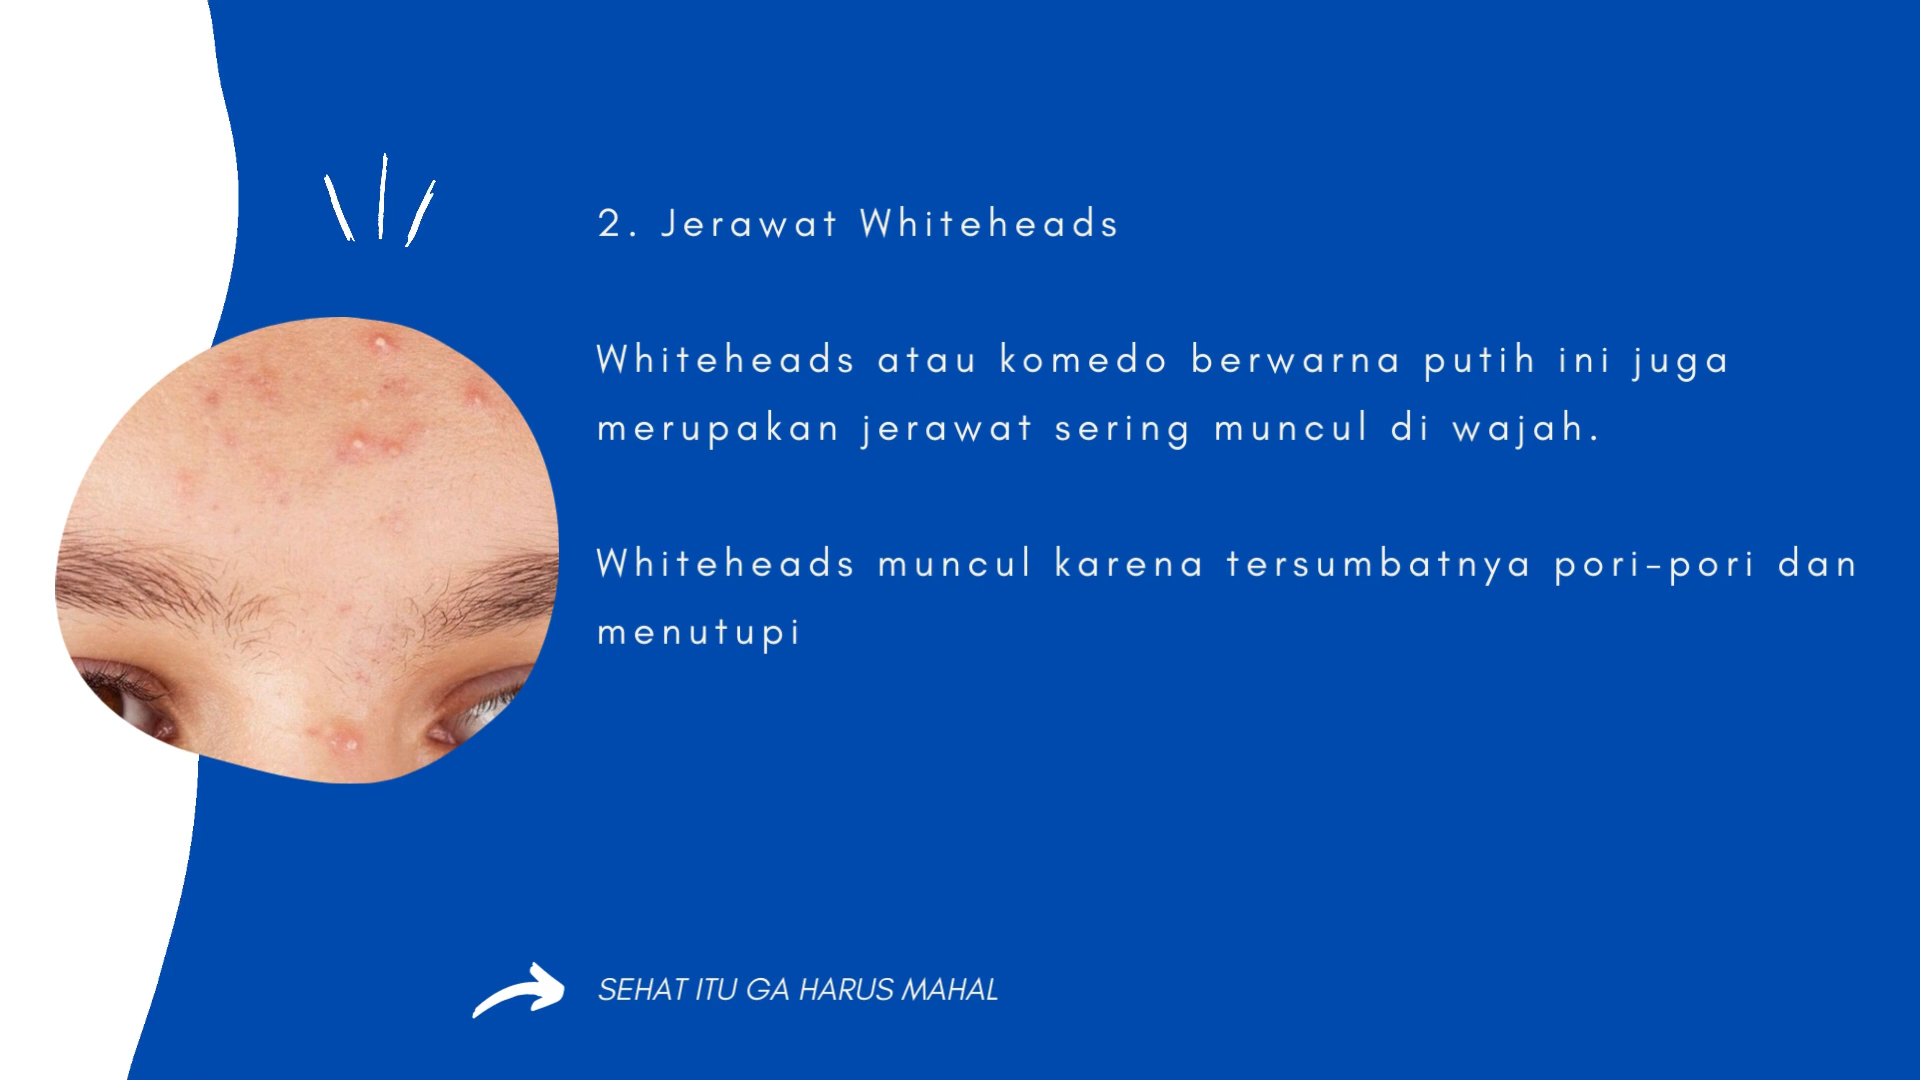 2. Jerawat Whiteheads
Whiteheads atau komedo berwarna putih ini juga
merupakan jerawat sering muncul di wajah.
Whiteheads muncul karena tersumbatnya pori-pori dan
menutupi
SEHAT ITU GA HARUS MAHAL